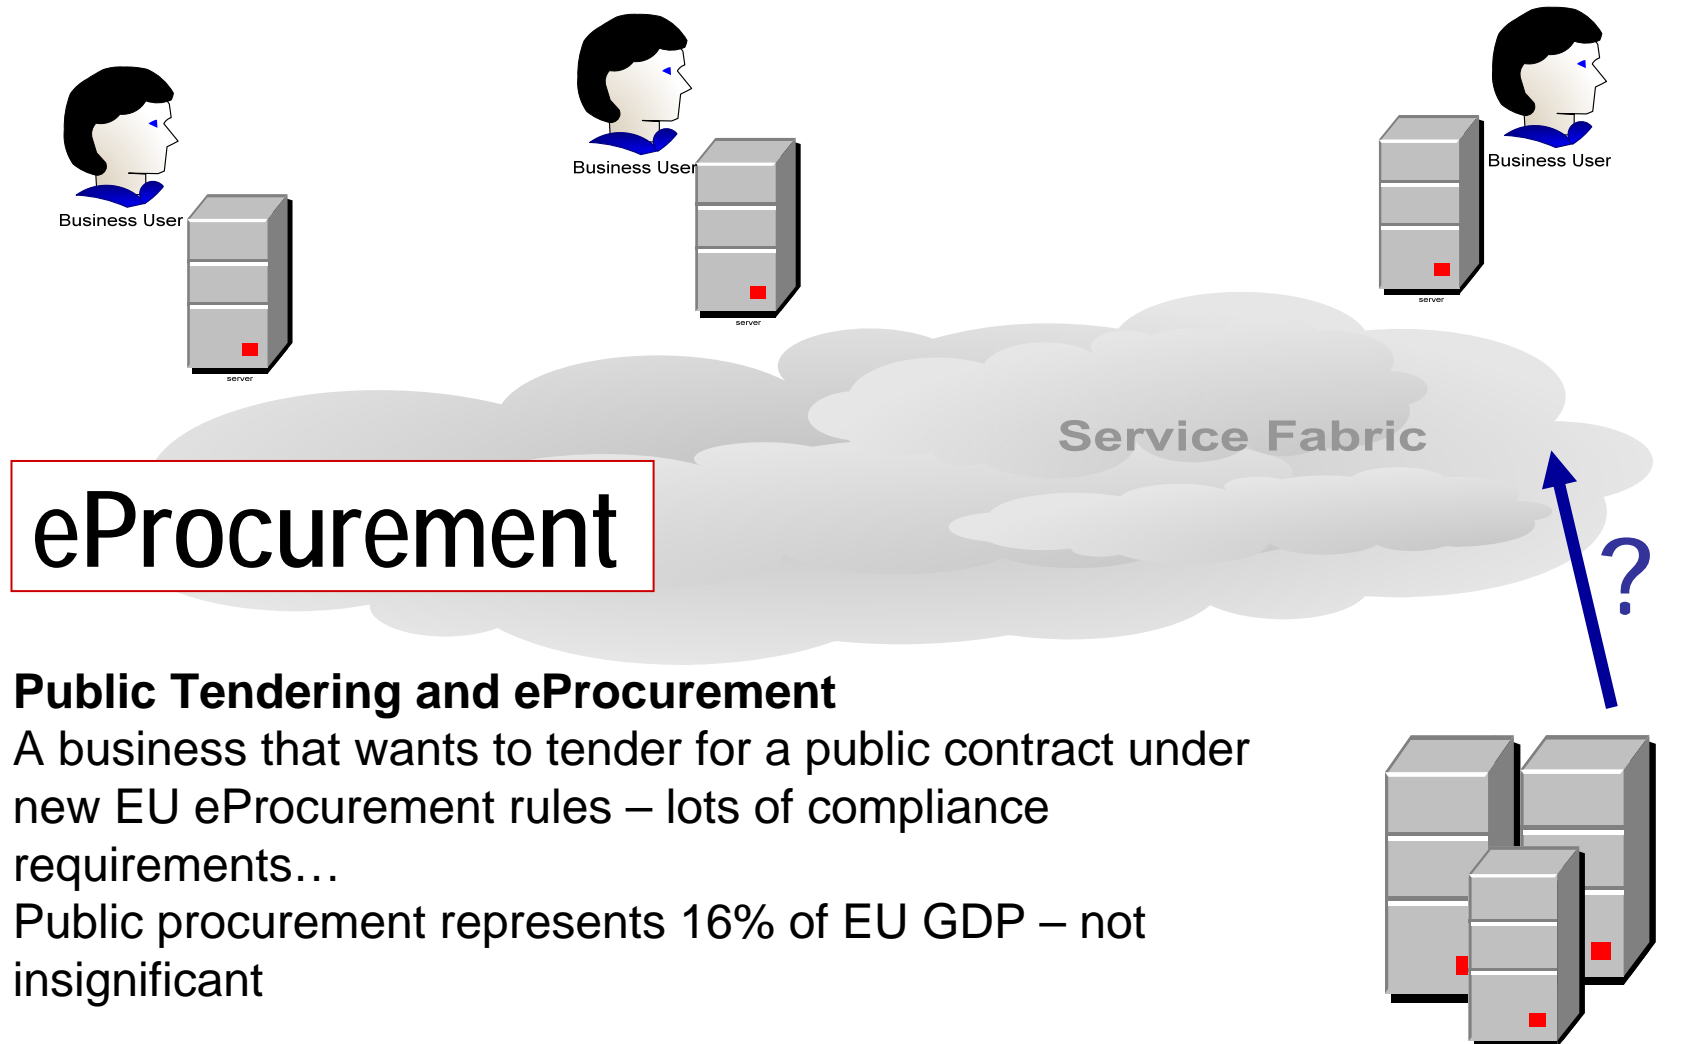 Business User
Business User
Business User
server
server
server
Service Fabric
eProcurement
?
Public Tendering and eProcurement
A business that wants to tender for a public contract under
new EU eProcurement rules – lots of compliance
requirements…
Public procurement represents 16% of EU GDP – not
insignificant